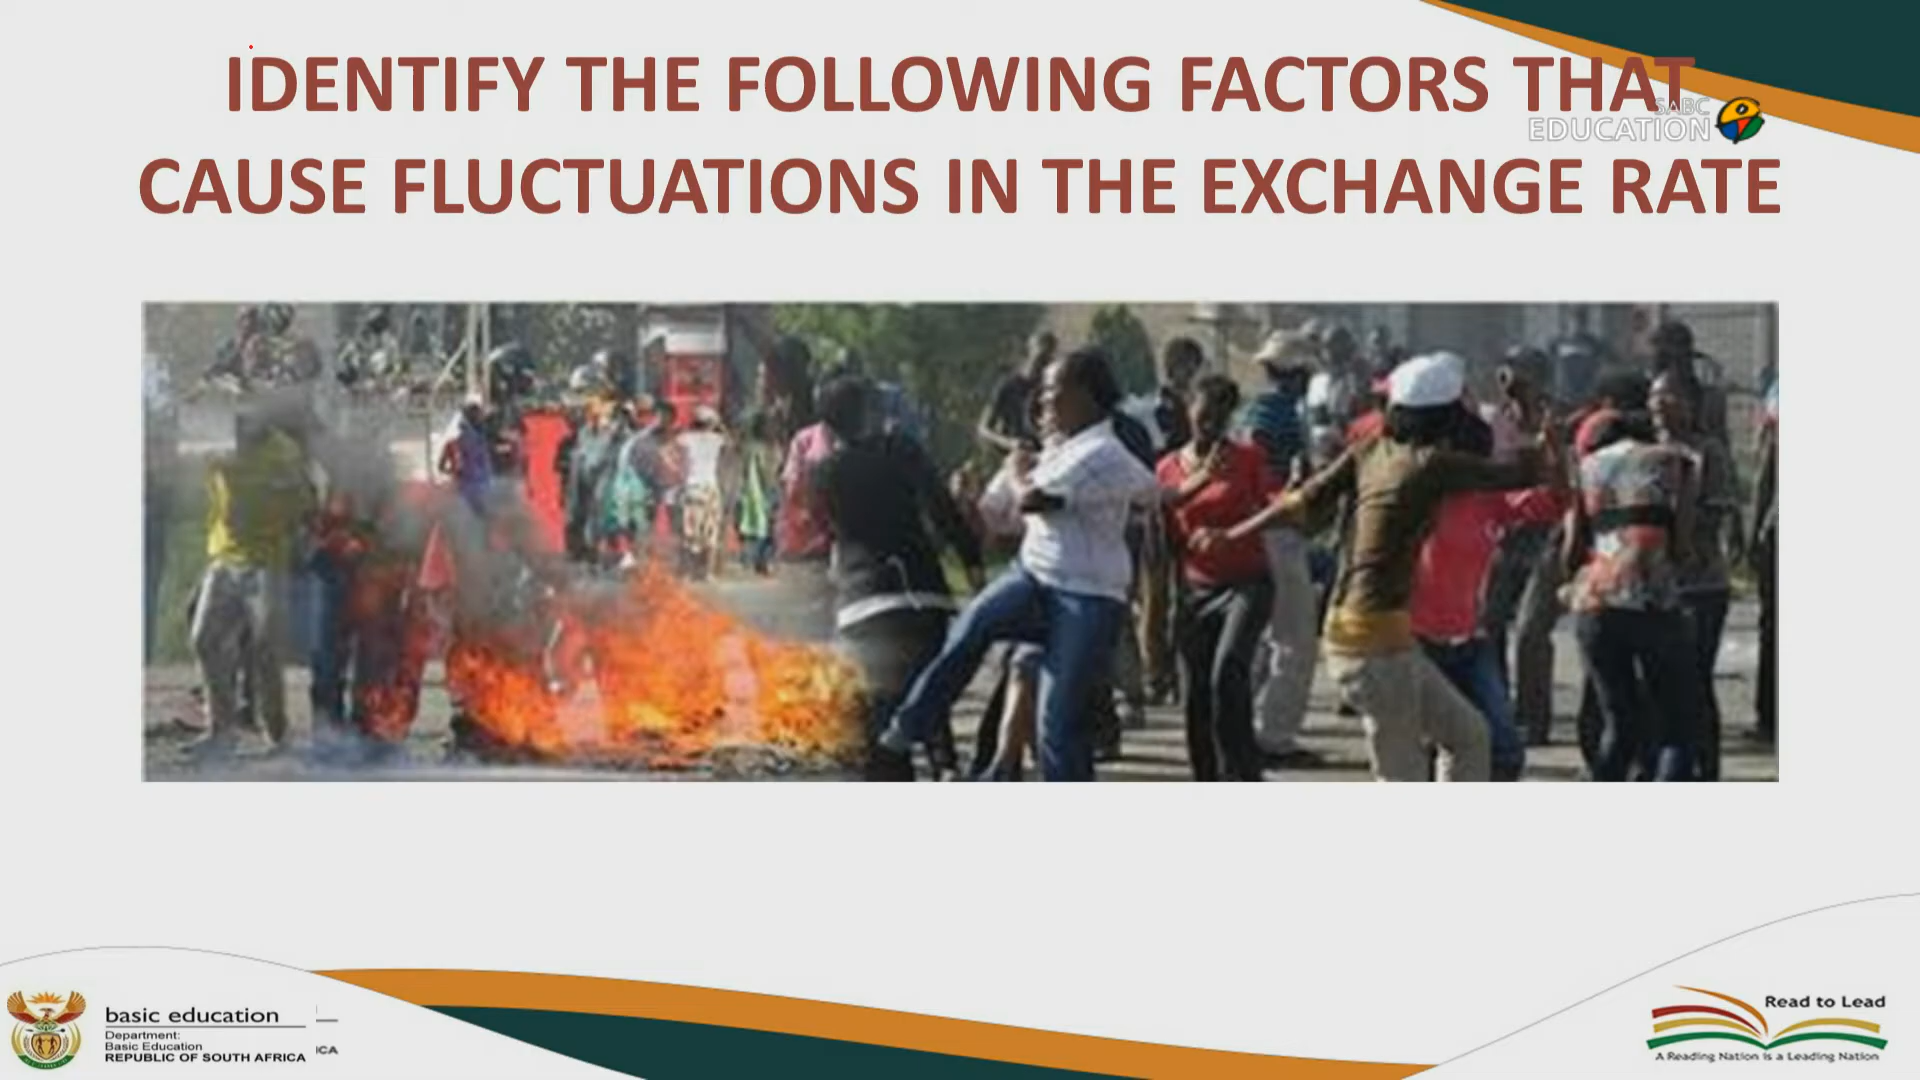 IDENTIFY THE FOLLOWING FACTORS THAT
SABC
EDUCATION
CAUSE FLUCTUATIONS IN THE EXCHANGE RATE
basic education
Department:
Basic Education
REPUBLIC OF SOUTH AFRICA
ICA
Read to Lead
A Reading Nation is a Leading Nation